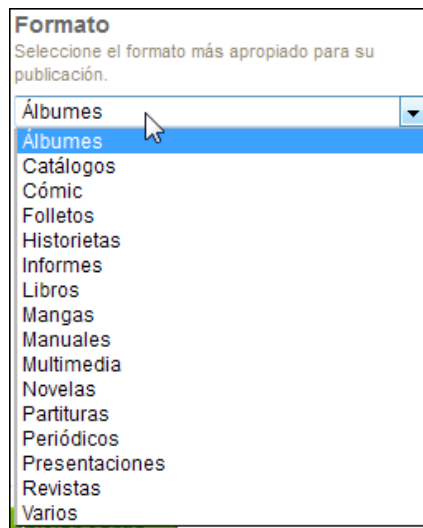 Formato
Seleccione el formato más apropiado para su
publicación.
Álbumes
Álbumes
Catálogos
Cómic
Folletos
Historietas
Informes
Libros
Mangas
Manuales
Multimedia
Novelas
Partituras
Periódicos
Presentaciones
Revistas
Varios